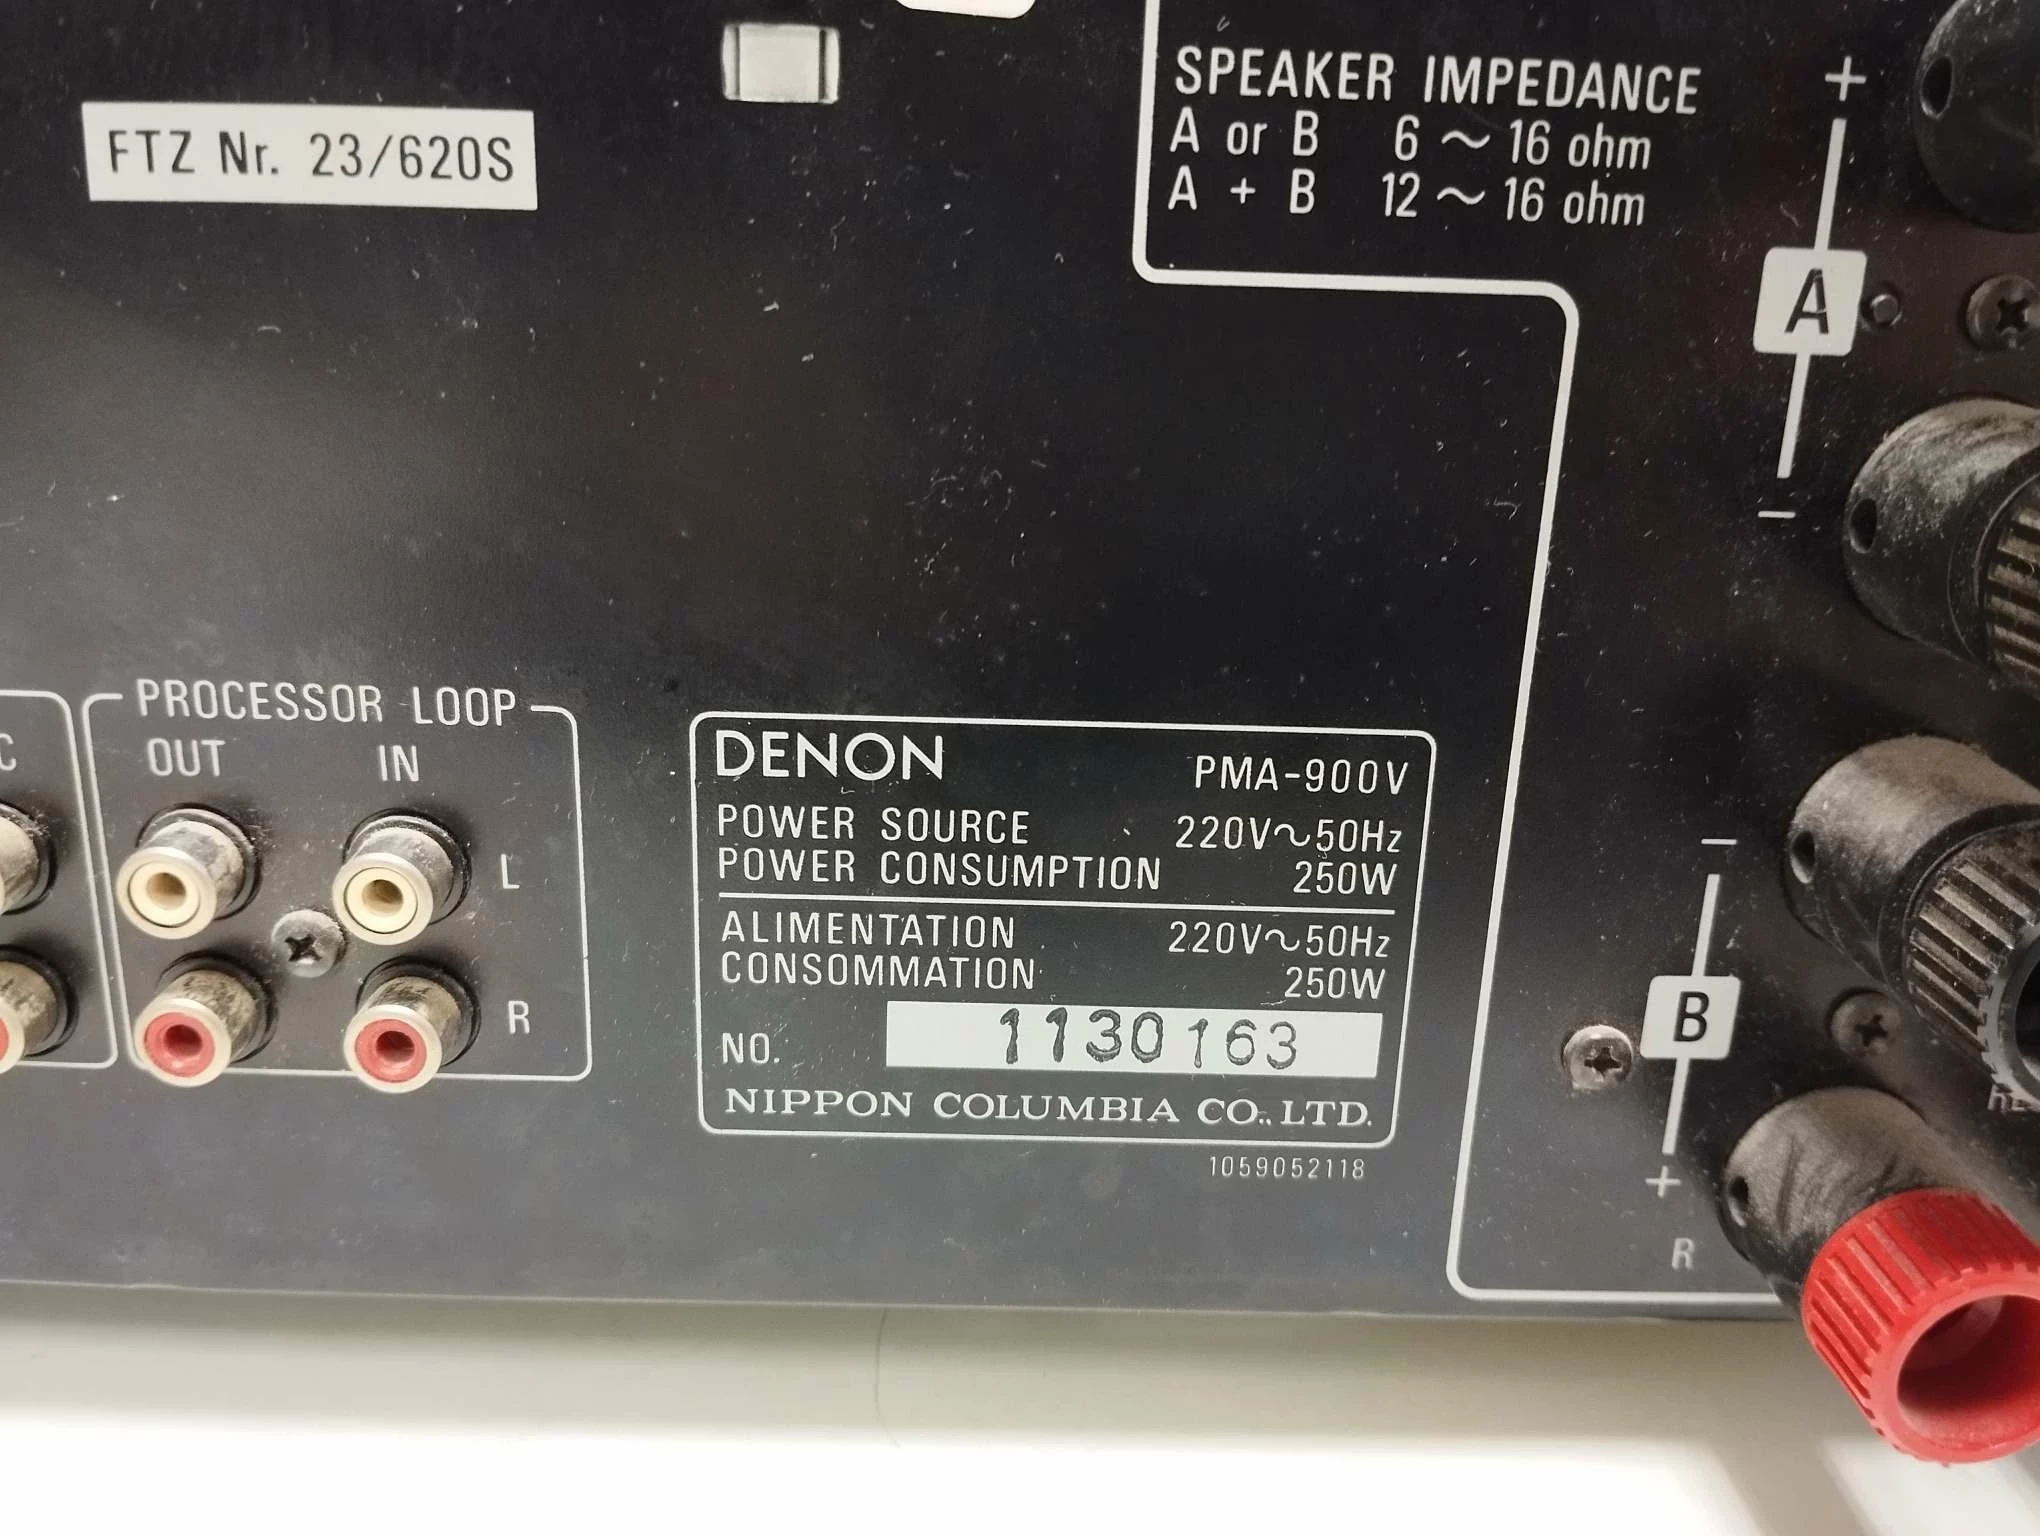 SPEAKER IMPEDANCE
A or B 6 ～ 16 ohm
A + B 12 ～ 16 ohm
+
FTZ Nr. 23/620S
A
−
PROCESSOR LOOP
C
OUT IN
L
R
DENON PMA-900V
POWER SOURCE 220V～50Hz
POWER CONSUMPTION 250W
ALIMENTATION 220V～50Hz
CONSOMMATION 250W
NO. 1130163
NIPPON COLUMBIA CO., LTD.
1059052118
−
B
+
R